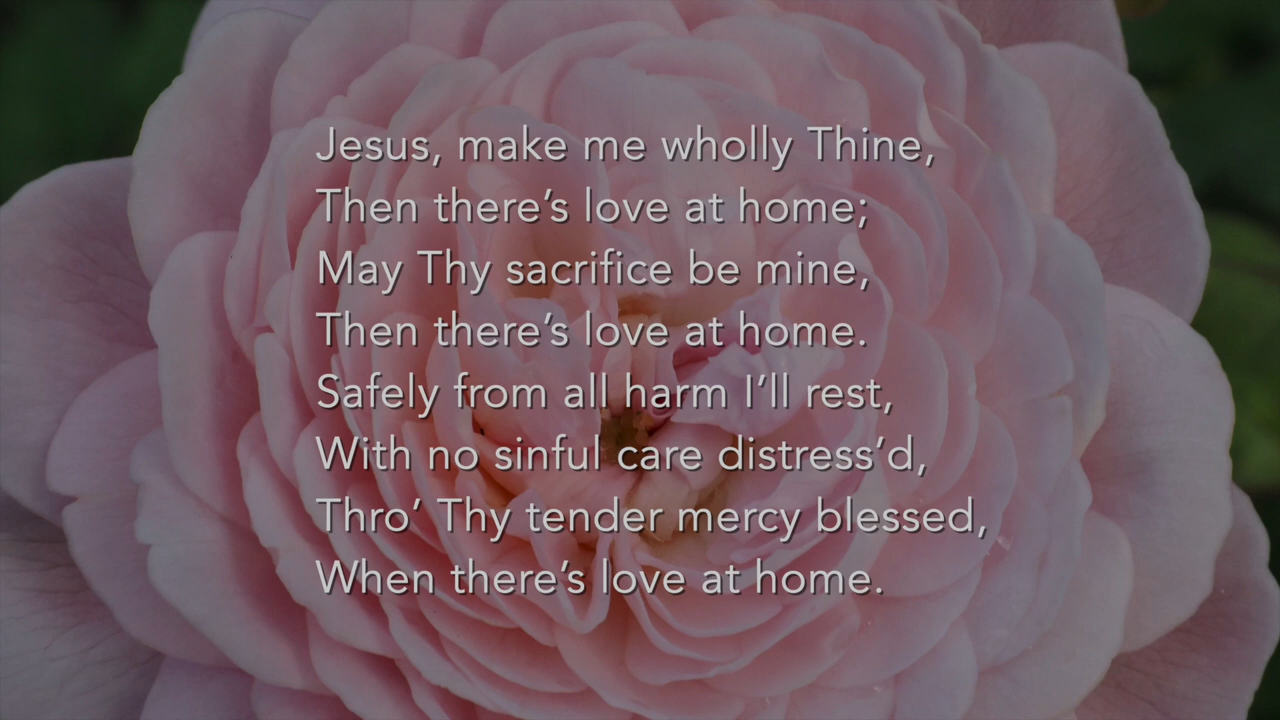 Jesus, make me wholly Thine,
Then there’s love at home;
May Thy sacrifice be mine,
Then there’s love at home.
Safely from all harm I’ll rest,
With no sinful care distress’d,
Thro’ Thy tender mercy blessed,
When there’s love at home.